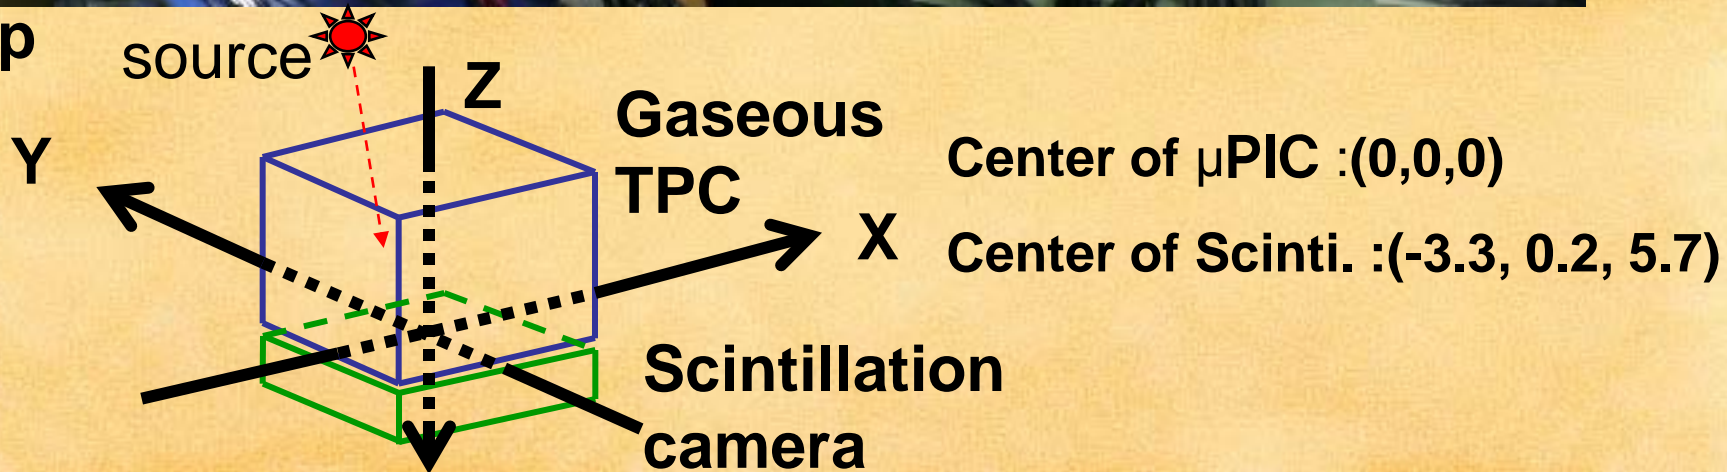 p
source
Z
Y
Gaseous
TPC
X
Center of µPIC :(0,0,0)
Center of Scinti. :(-3.3, 0.2, 5.7)
Scintillation
camera